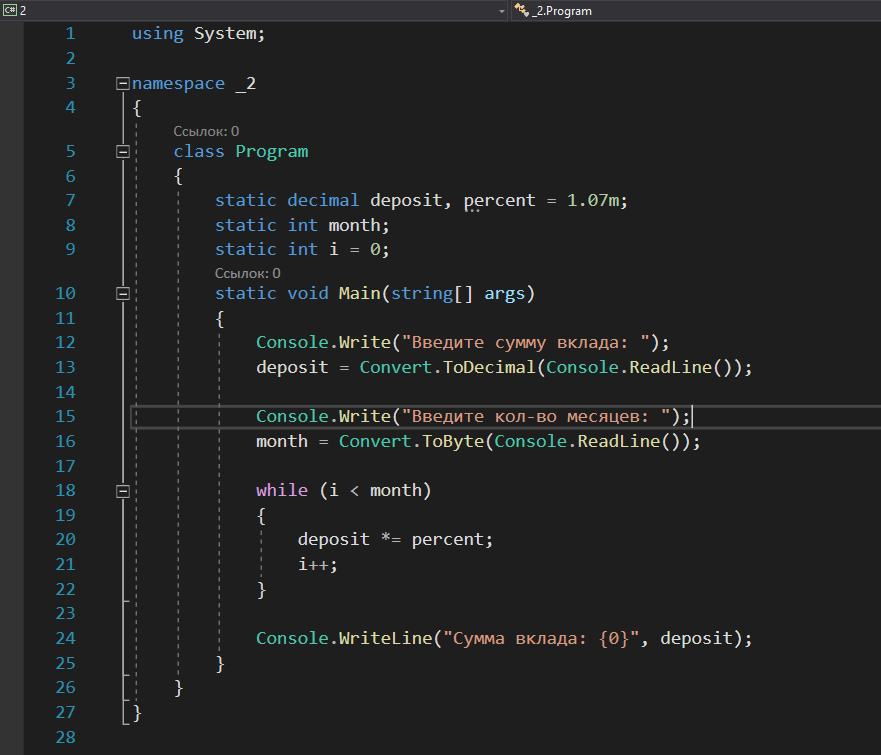 C# 2 _2.Program
1 using System;
2
3 namespace _2
4 {
Ссылок: 0
5 class Program
6 {
7 static decimal deposit, percent = 1.07m;
8 static int month;
9 static int i = 0;
Ссылок: 0
10 static void Main(string[] args)
11 {
12 Console.Write("Введите сумму вклада: ");
13 deposit = Convert.ToDecimal(Console.ReadLine());
14
15 Console.Write("Введите кол-во месяцев: ");
16 month = Convert.ToByte(Console.ReadLine());
17
18 while (i < month)
19 {
20 deposit *= percent;
21 i++;
22 }
23
24 Console.WriteLine("Сумма вклада: {0}", deposit);
25 }
26 }
27 }
28